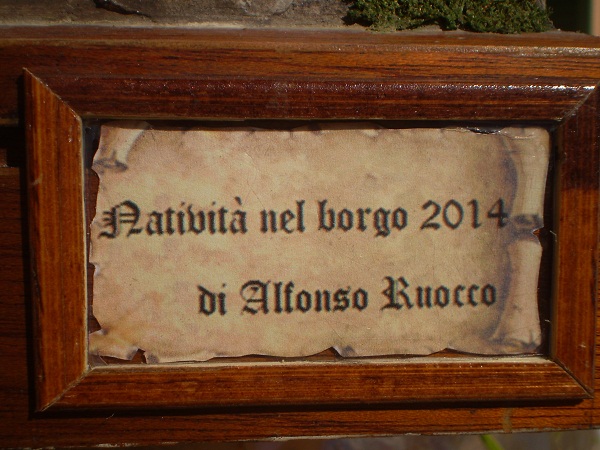 Natività nel borgo 2014
di Alfonso Ruocco